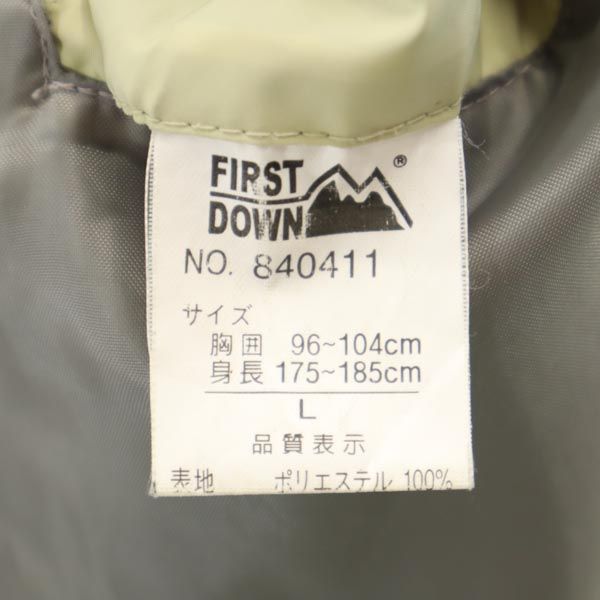 FIRST
DOWN ®
NO. 840411
サイズ
胸囲 96~104cm
身長 175~185cm
L
品質表示
表地 ポリエステル 100%